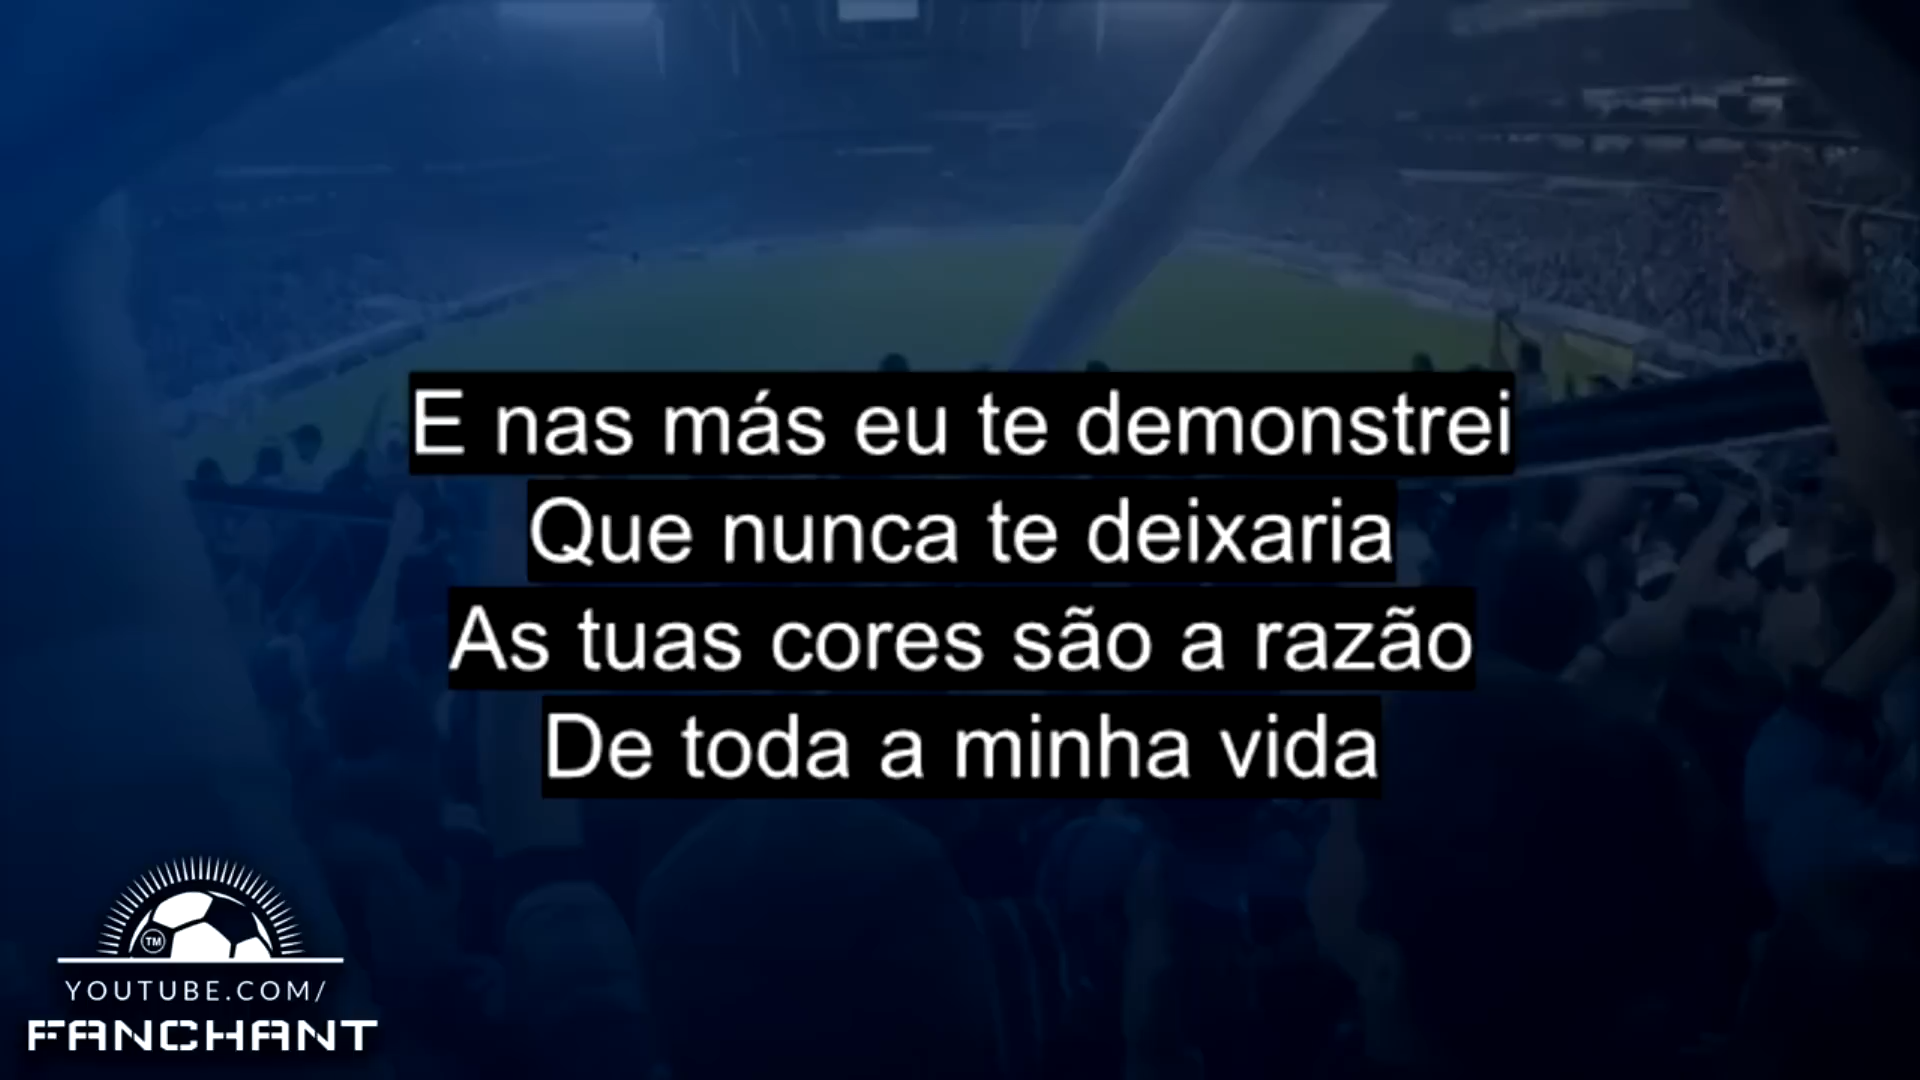 E nas más eu te demonstrei
Que nunca te deixaria
As tuas cores são a razão
De toda a minha vida
TM
YOUTUBE.COM/
FANCHANT